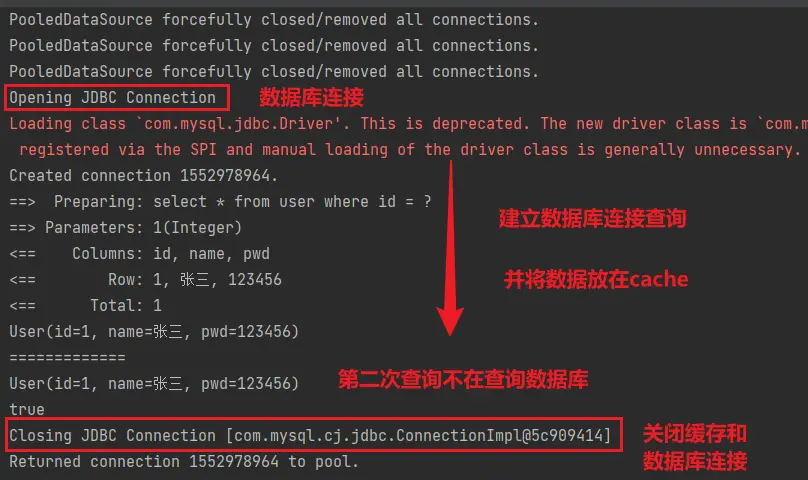 PooledDataSource forcefully closed/removed all connections.
PooledDataSource forcefully closed/removed all connections.
PooledDataSource forcefully closed/removed all connections.
Opening JDBC Connection 数据库连接
Loading class `com.mysql.jdbc.Driver'. This is deprecated. The new driver class is `com.m
registered via the SPI and manual loading of the driver class is generally unnecessary.
Created connection 1552978964.
==>  Preparing: select * from user where id = ?
建立数据库连接查询
==> Parameters: 1(Integer)
<==    Columns: id, name, pwd
<==        Row: 1, 张三, 123456
并将数据放在cache
<==      Total: 1
User(id=1, name=张三, pwd=123456)
=============
User(id=1, name=张三, pwd=123456)
第二次查询不在查询数据库
true
Closing JDBC Connection [com.mysql.cj.jdbc.ConnectionImpl@5c909414]
关闭缓存和
数据库连接
Returned connection 1552978964 to pool.